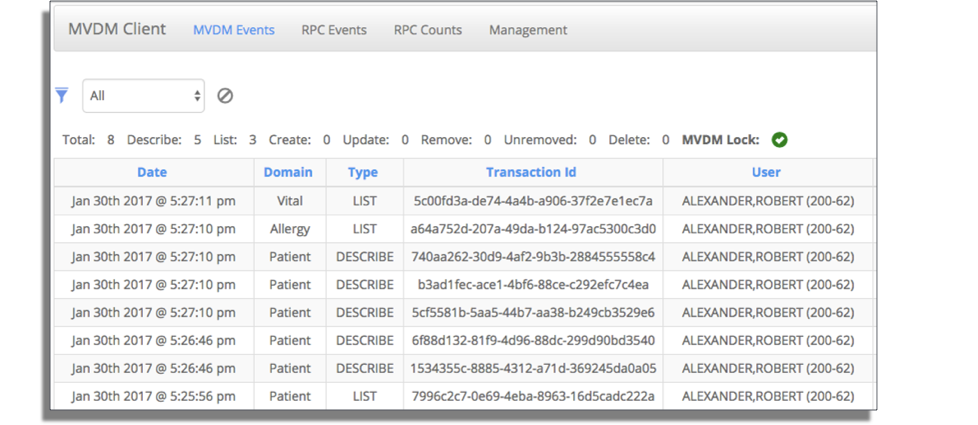 MVDM Client MVDM Events RPC Events RPC Counts Management
All
Total: 8 Describe: 5 List: 3 Create: 0 Update: 0 Remove: 0 Unremoved: 0 Delete: 0 MVDM Lock:
Date Domain Type Transaction Id User
Jan 30th 2017 @ 5:27:11 pm Vital LIST 5c00fd3a-de74-4a4b-a906-37f2e7e1ec7a ALEXANDER,ROBERT (200-62)
Jan 30th 2017 @ 5:27:10 pm Allergy LIST a64a752d-207a-49da-b124-97ac5300c3d0 ALEXANDER,ROBERT (200-62)
Jan 30th 2017 @ 5:27:10 pm Patient DESCRIBE 740aa262-30d9-4af2-9b3b-2884555558c4 ALEXANDER,ROBERT (200-62)
Jan 30th 2017 @ 5:27:10 pm Patient DESCRIBE b3ad1fec-ace1-4bf6-88ce-c292efc7c4ea ALEXANDER,ROBERT (200-62)
Jan 30th 2017 @ 5:27:10 pm Patient DESCRIBE 5cf5581b-5aa5-44b7-aa38-b249cb3529e6 ALEXANDER,ROBERT (200-62)
Jan 30th 2017 @ 5:26:46 pm Patient DESCRIBE 6f88d132-81f9-4d96-88dc-299d90bd3540 ALEXANDER,ROBERT (200-62)
Jan 30th 2017 @ 5:26:46 pm Patient DESCRIBE 1534355c-8885-4312-a71d-369245da0a05 ALEXANDER,ROBERT (200-62)
Jan 30th 2017 @ 5:25:56 pm Patient LIST 7996c2c7-0e69-4eba-8963-16d5cadc222a ALEXANDER,ROBERT (200-62)